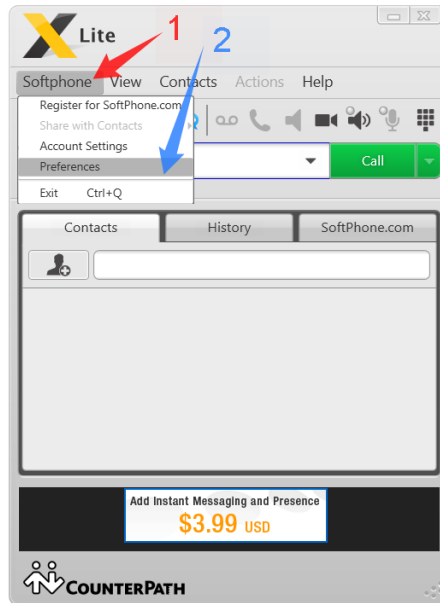 X Lite
1
2
Softphone View Contacts Actions Help
Register for SoftPhone.com
Share with Contacts
Account Settings
Preferences
Exit Ctrl+Q
Call
Contacts History SoftPhone.com
Add Instant Messaging and Presence
$3.99 USD
COUNTERPATH